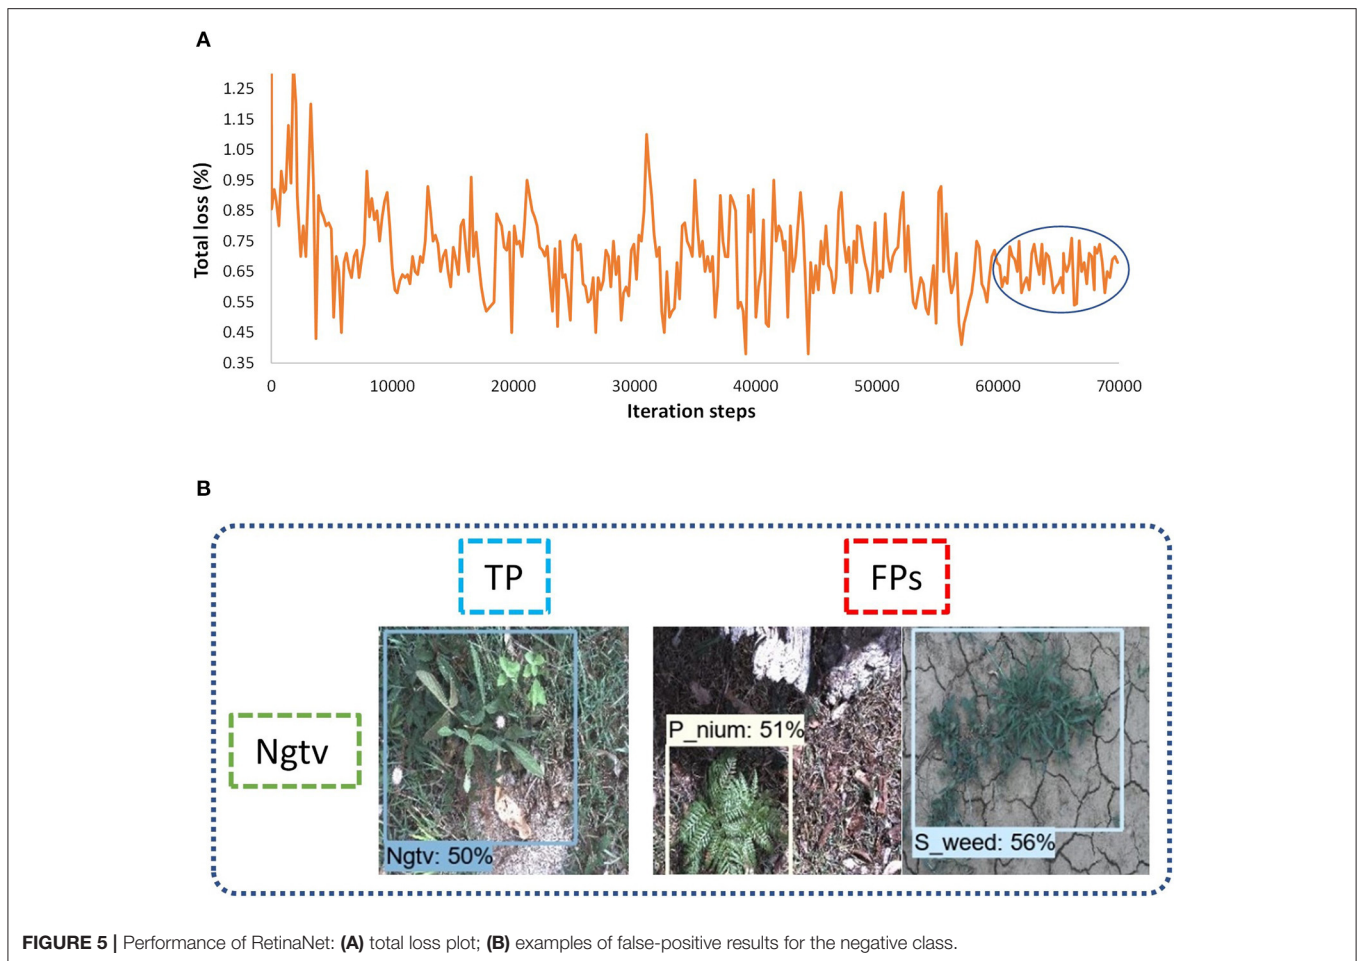 A
Total loss (%)
1.25
1.15
1.05
0.95
0.85
0.75
0.65
0.55
0.45
0.35
0 10000 20000 30000 40000 50000 60000 70000
Iteration steps
B
TP FPs
Ngtv
P_nium: 51%
Ngtv: 50%
S_weed: 56%
FIGURE 5 | Performance of RetinaNet: (A) total loss plot; (B) examples of false-positive results for the negative class.